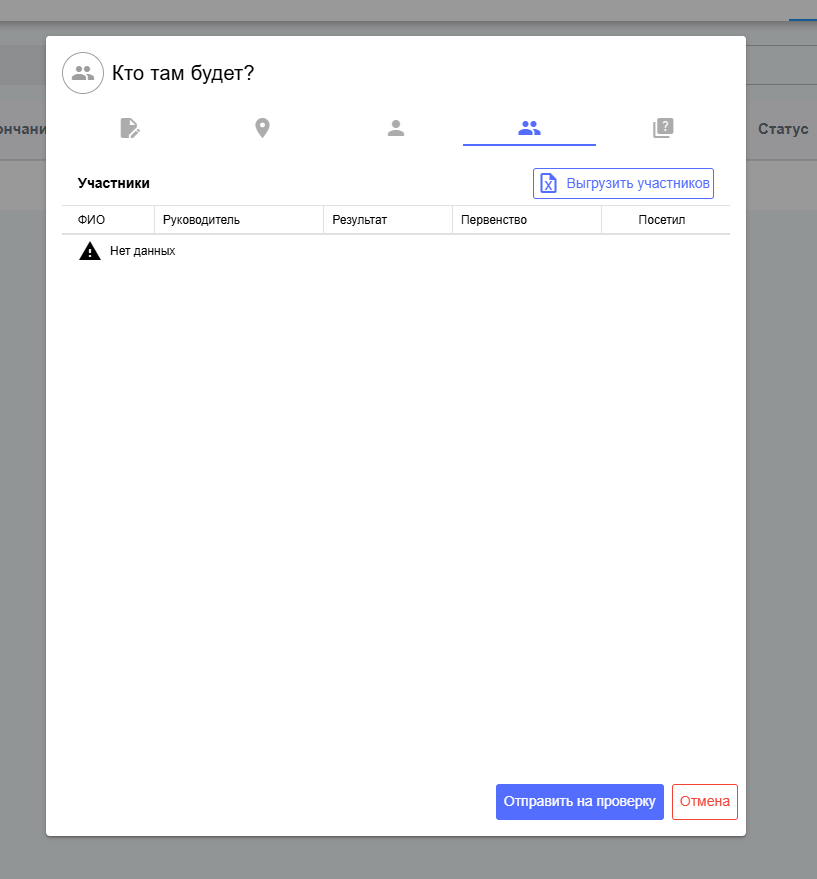 Кто там будет?
Статус
Участники
Выгрузить участников
ФИО
Руководитель
Результат
Первенство
Посетил
Нет данных
Отправить на проверку
Отмена